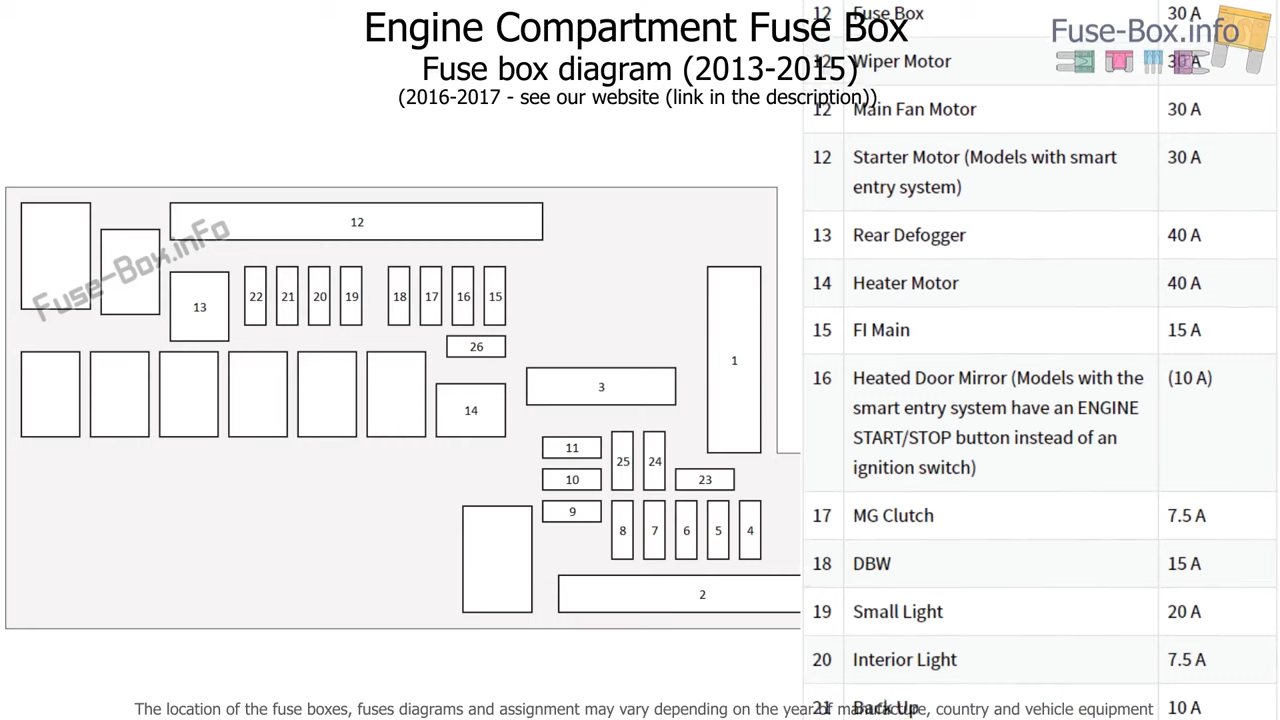 Engine Compartment Fuse Box
Fuse box diagram (2013-2015)
(2016-2017 - see our website (link in the description))
Fuse-Box.info
12 Fuse Box 30 A
12 Wiper Motor 30 A
12 Main Fan Motor 30 A
12 Starter Motor (Models with smart
entry system) 30 A
13 Rear Defogger 40 A
14 Heater Motor 40 A
15 FI Main 15 A
16 Heated Door Mirror (Models with the
smart entry system have an ENGINE
START/STOP button instead of an
ignition switch) (10 A)
17 MG Clutch 7.5 A
18 DBW 15 A
19 Small Light 20 A
20 Interior Light 7.5 A
21 Back Up 10 A
Fuse-Box.inFo
12
13 22 21 20 19 18 17 16 15
26
3 1
14
11 25 24
10 23
9
8 7 6 5 4
2
The location of the fuse boxes, fuses diagrams and assignment may vary depending on the year of manufacture, country and vehicle equipment